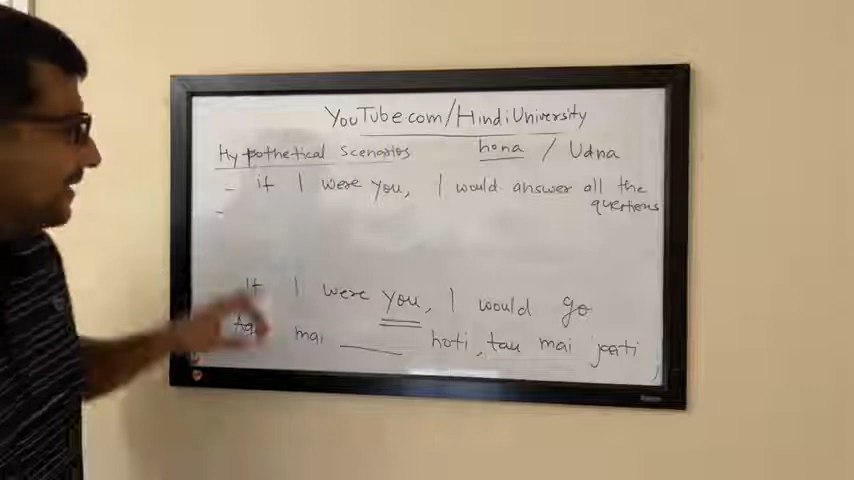 YouTube.com/HindiUniversity
Hypothetical Scenarios hona / Udna
- if I were you, I would answer all the
questions
-
If I were you, I would go
mai ______ hoti, tau mai jaati